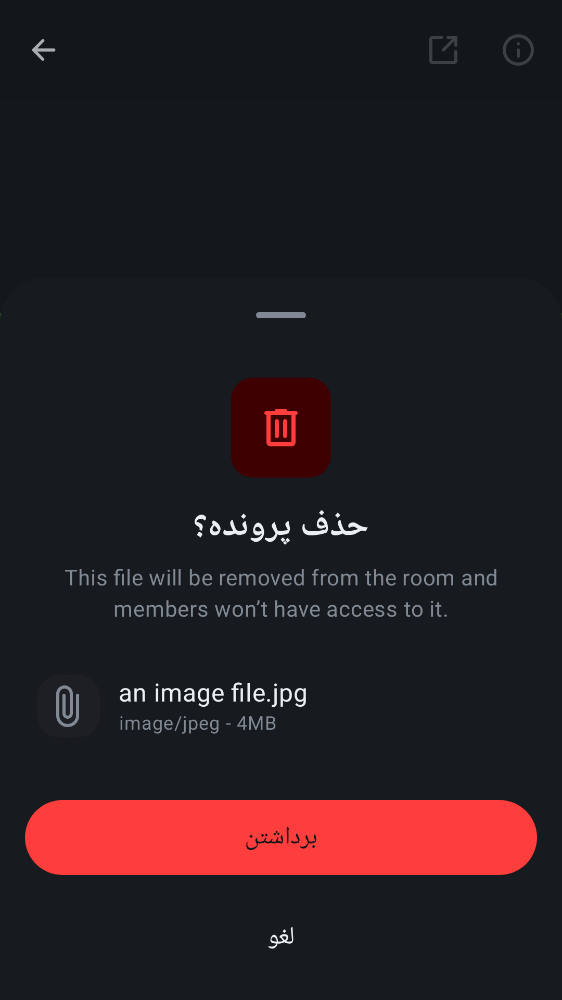 حذف پرونده؟
This file will be removed from the room and
members won’t have access to it.
an image file.jpg
image/jpeg - 4MB
برداشتن
لغو